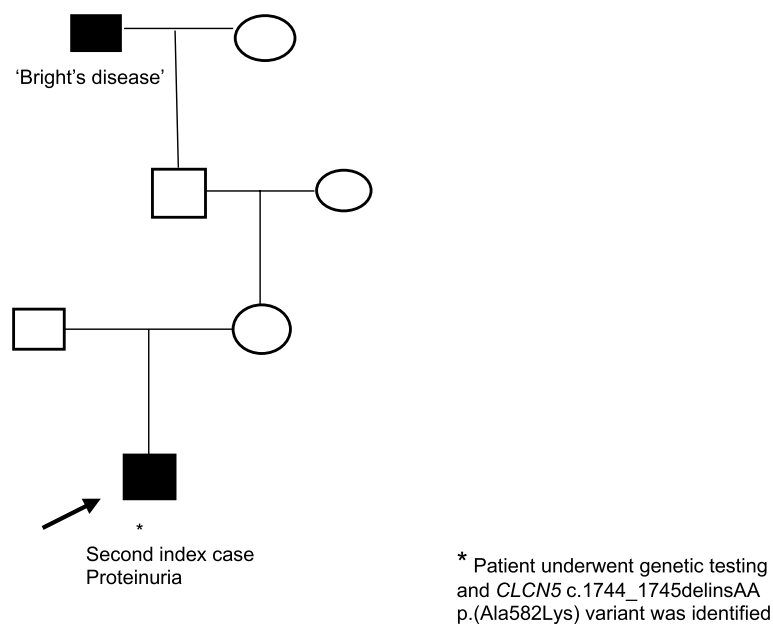 ‘Bright’s disease’
*
Second index case
Proteinuria
* Patient underwent genetic testing
and CLCN5 c.1744_1745delinsAA
p.(Ala582Lys) variant was identified